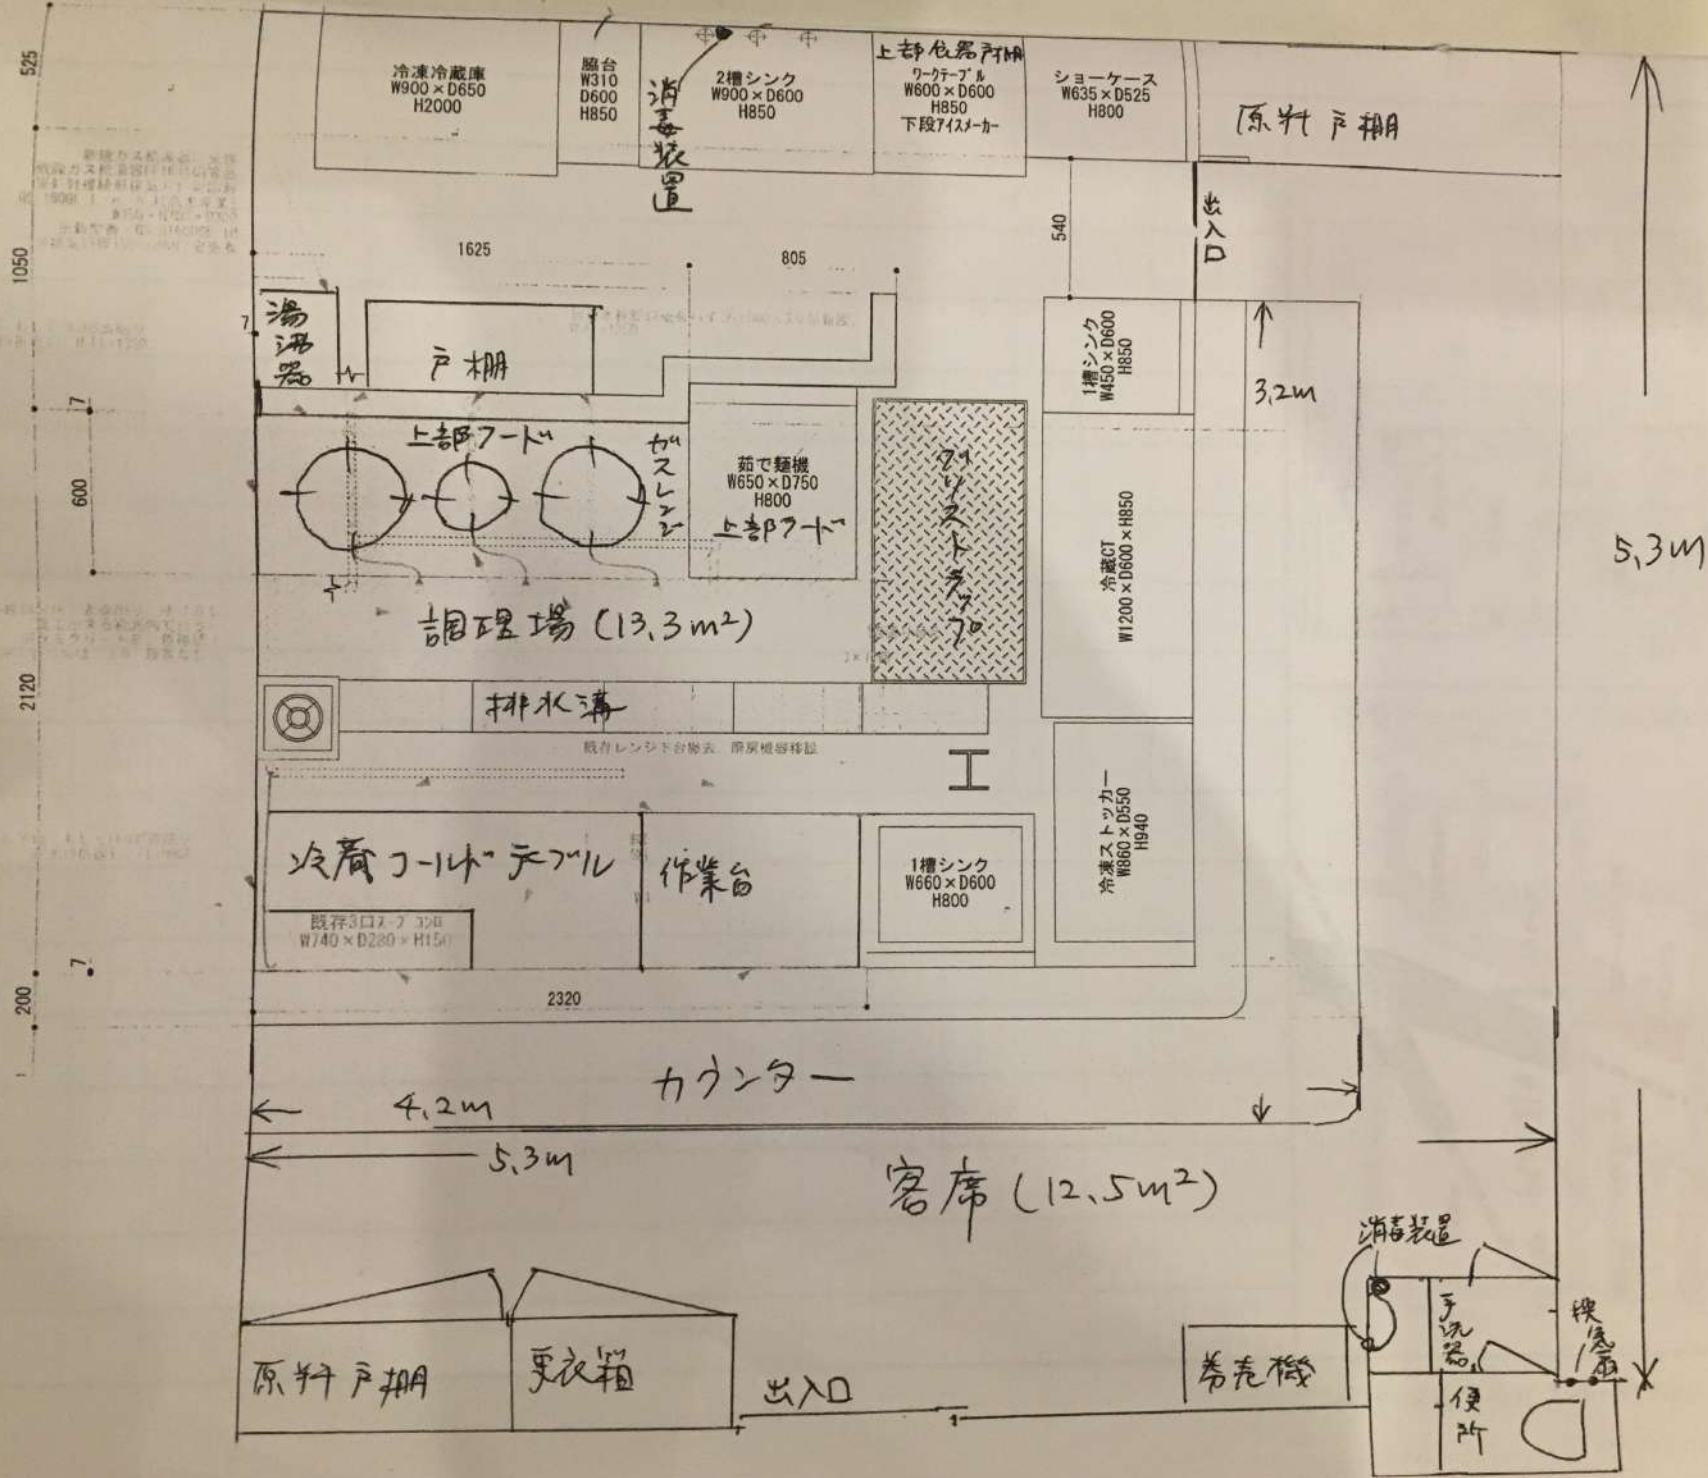 525
1050
7
600
2120
7
200
冷凍冷蔵庫
W900×D650
H2000
脇台
W310
D600
H850
消毒装置
2槽シンク
W900×D600
H850
上部食器戸棚
ワークテーブル
W600×D600
H850
下段アイスメーカー
ショーケース
W635×D525
H800
原料戸棚
出入口
1625
805
540
7
湯沸器
戸棚
1槽シンク
W450×D600
H850
3,2m
5,3m
上部フード
ガスレンジ
茹で麺機
W650×D750
H800
上部フード
グリストラップ
冷蔵CT
W1200×D600×H850
調理場(13,3m²)
排水溝
既存レンジ下台撤去、厨房機器移設
冷凍ストッカー
W860×D550
H940
冷蔵コールドテーブル
作業台
1槽シンク
W660×D600
H800
既存3口スープコンロ
W740×D280×H150
2320
カウンター
4,2m
5,3m
客席(12,5m²)
消毒装置
手洗器
換気扇
原料戸棚
更衣箱
出入口
券売機
便所